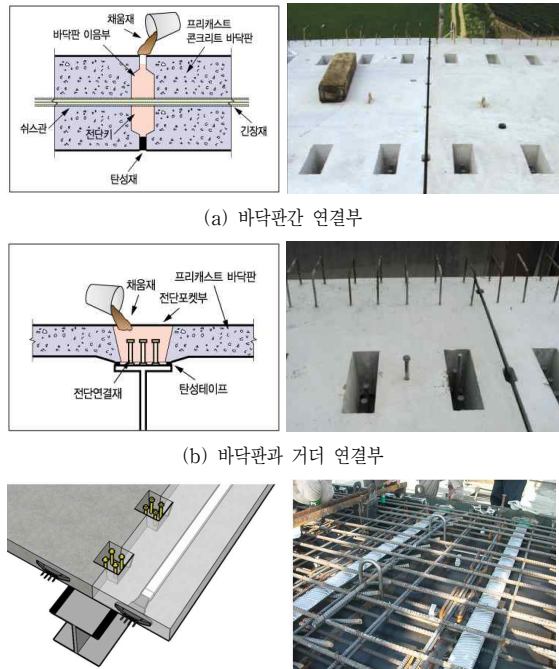 채움재
바닥판 이음부
프리캐스트
콘크리트 바닥판
쉬스관
전단키
긴장재
탄성재
(a) 바닥판간 연결부
프리캐스트 바닥판
채움재
전단포켓부
전단연결재
탄성테이프
(b) 바닥판과 거더 연결부